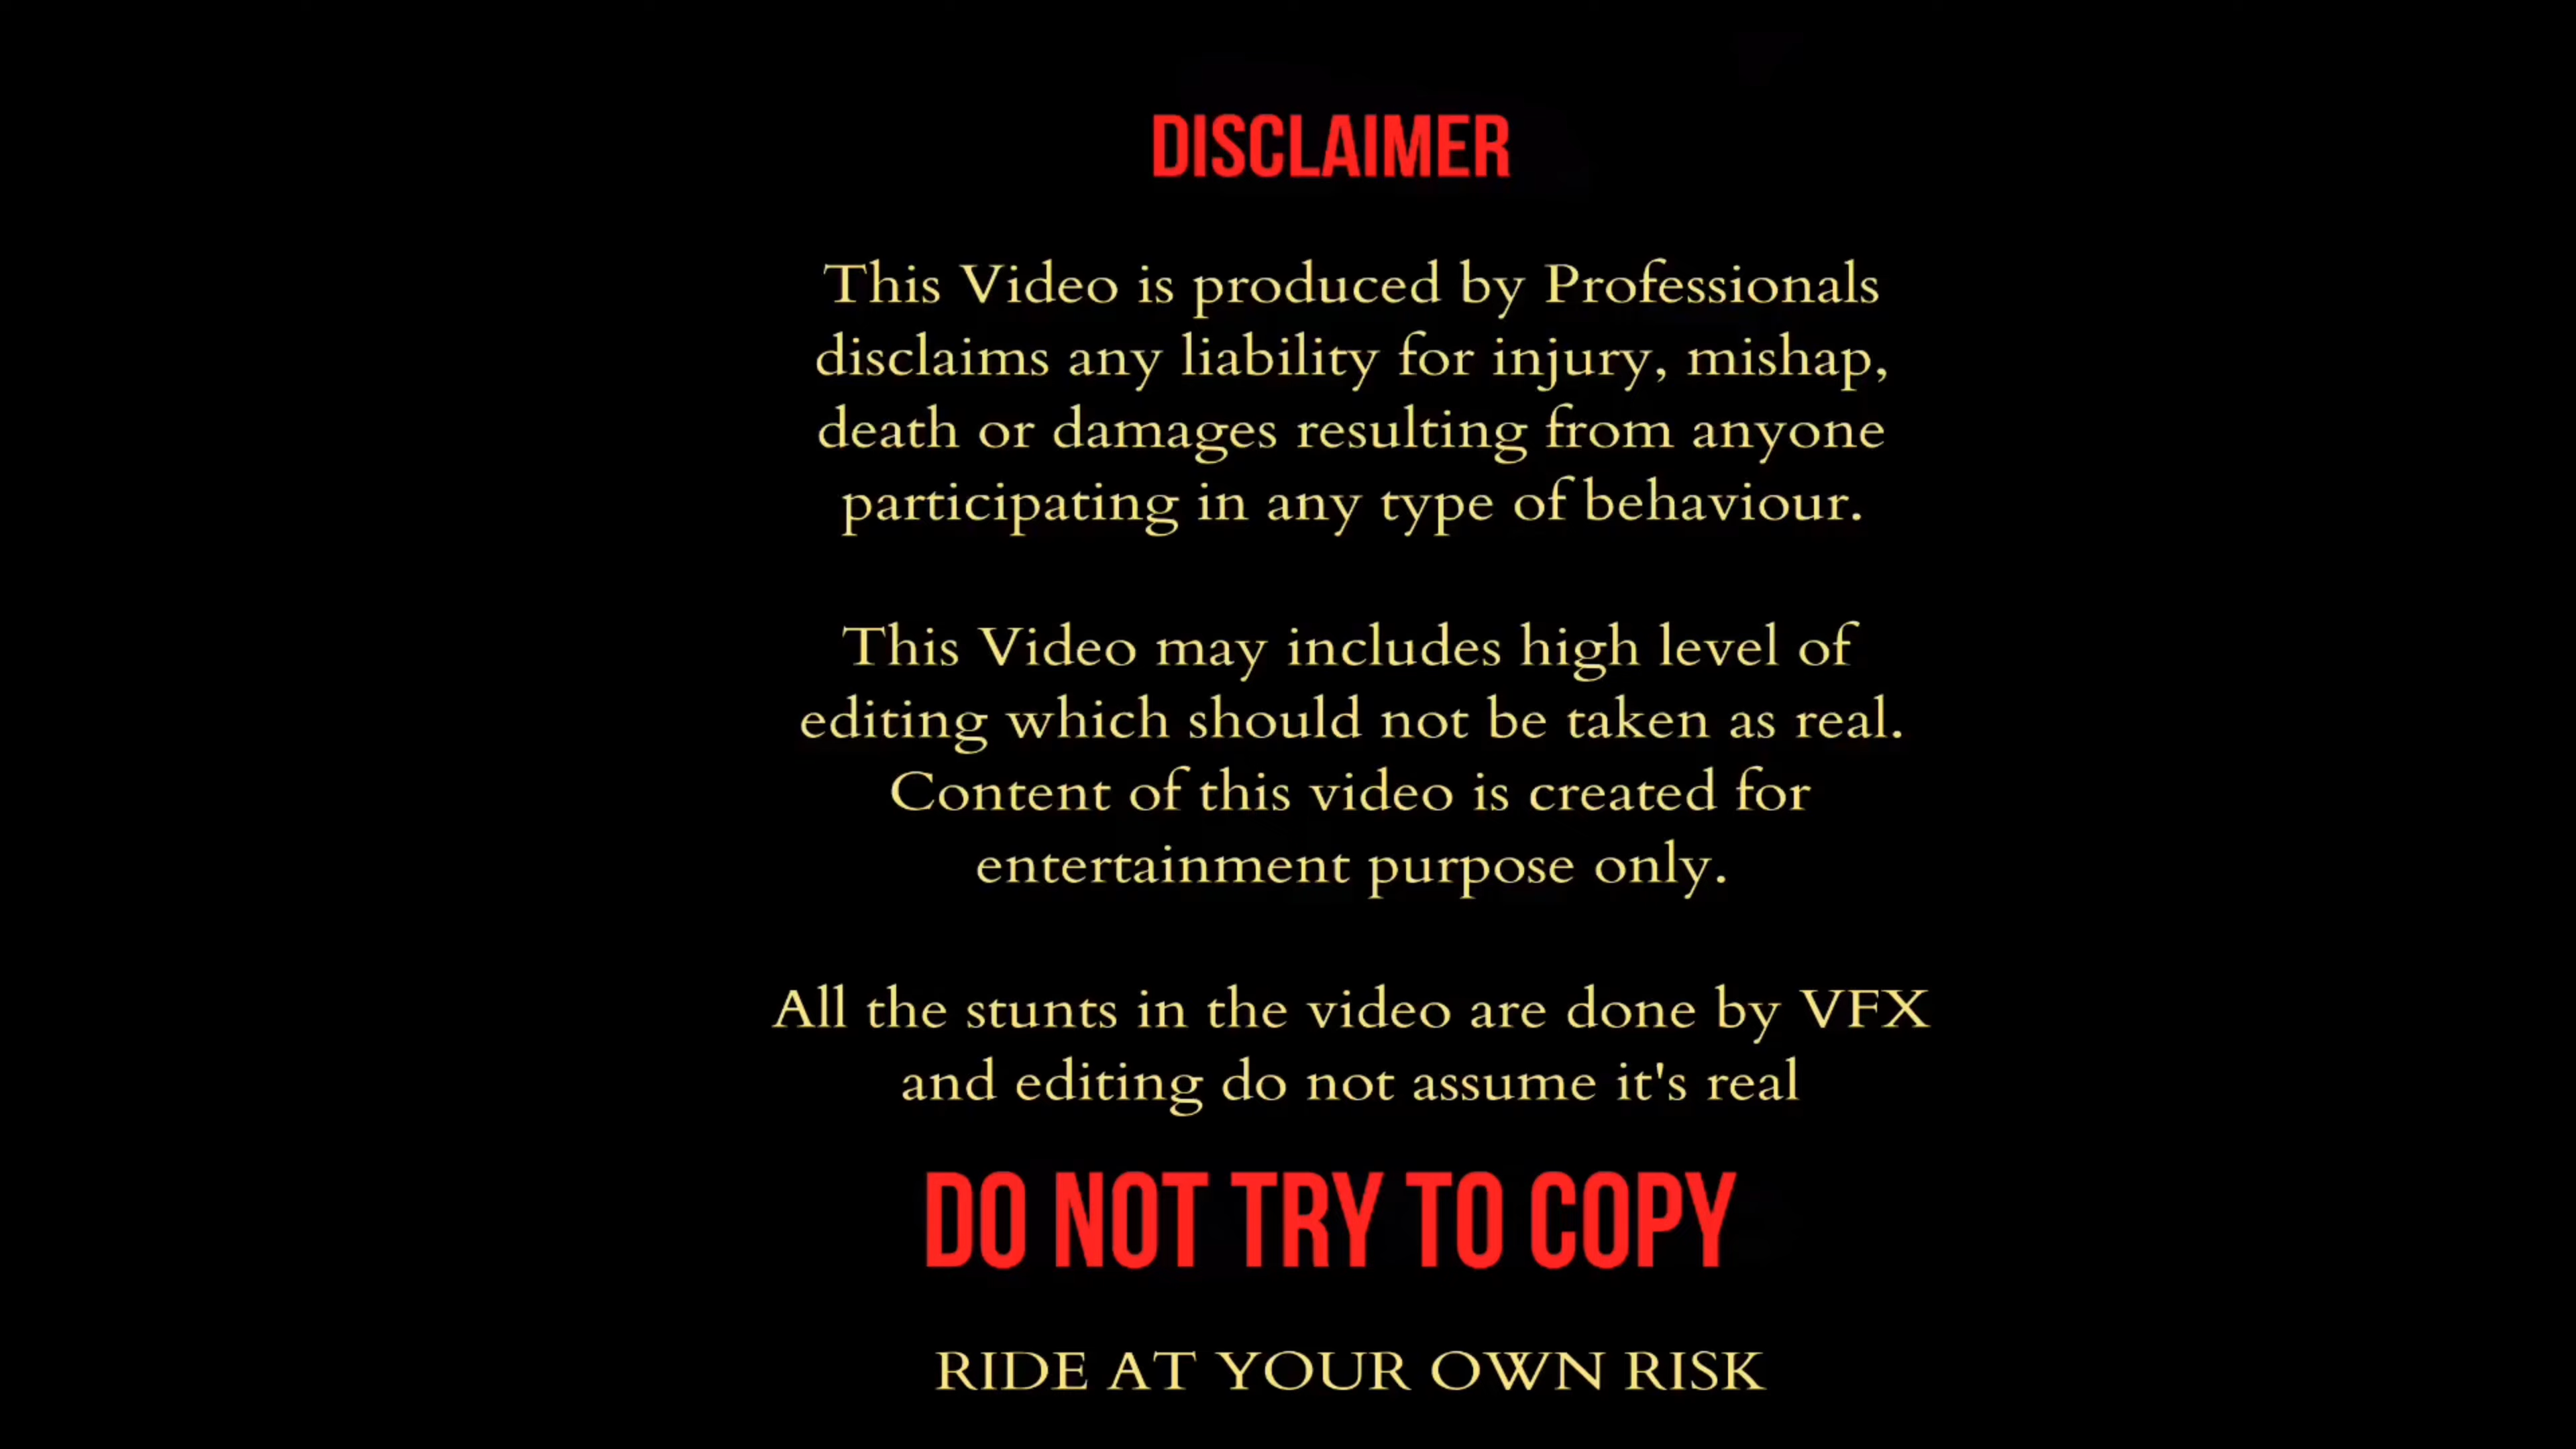 DISCLAIMER
This Video is produced by Professionals
disclaims any liability for injury, mishap,
death or damages resulting from anyone
participating in any type of behaviour.
This Video may includes high level of
editing which should not be taken as real.
Content of this video is created for
entertainment purpose only.
All the stunts in the video are done by VFX
and editing do not assume it's real
DO NOT TRY TO COPY
RIDE AT YOUR OWN RISK